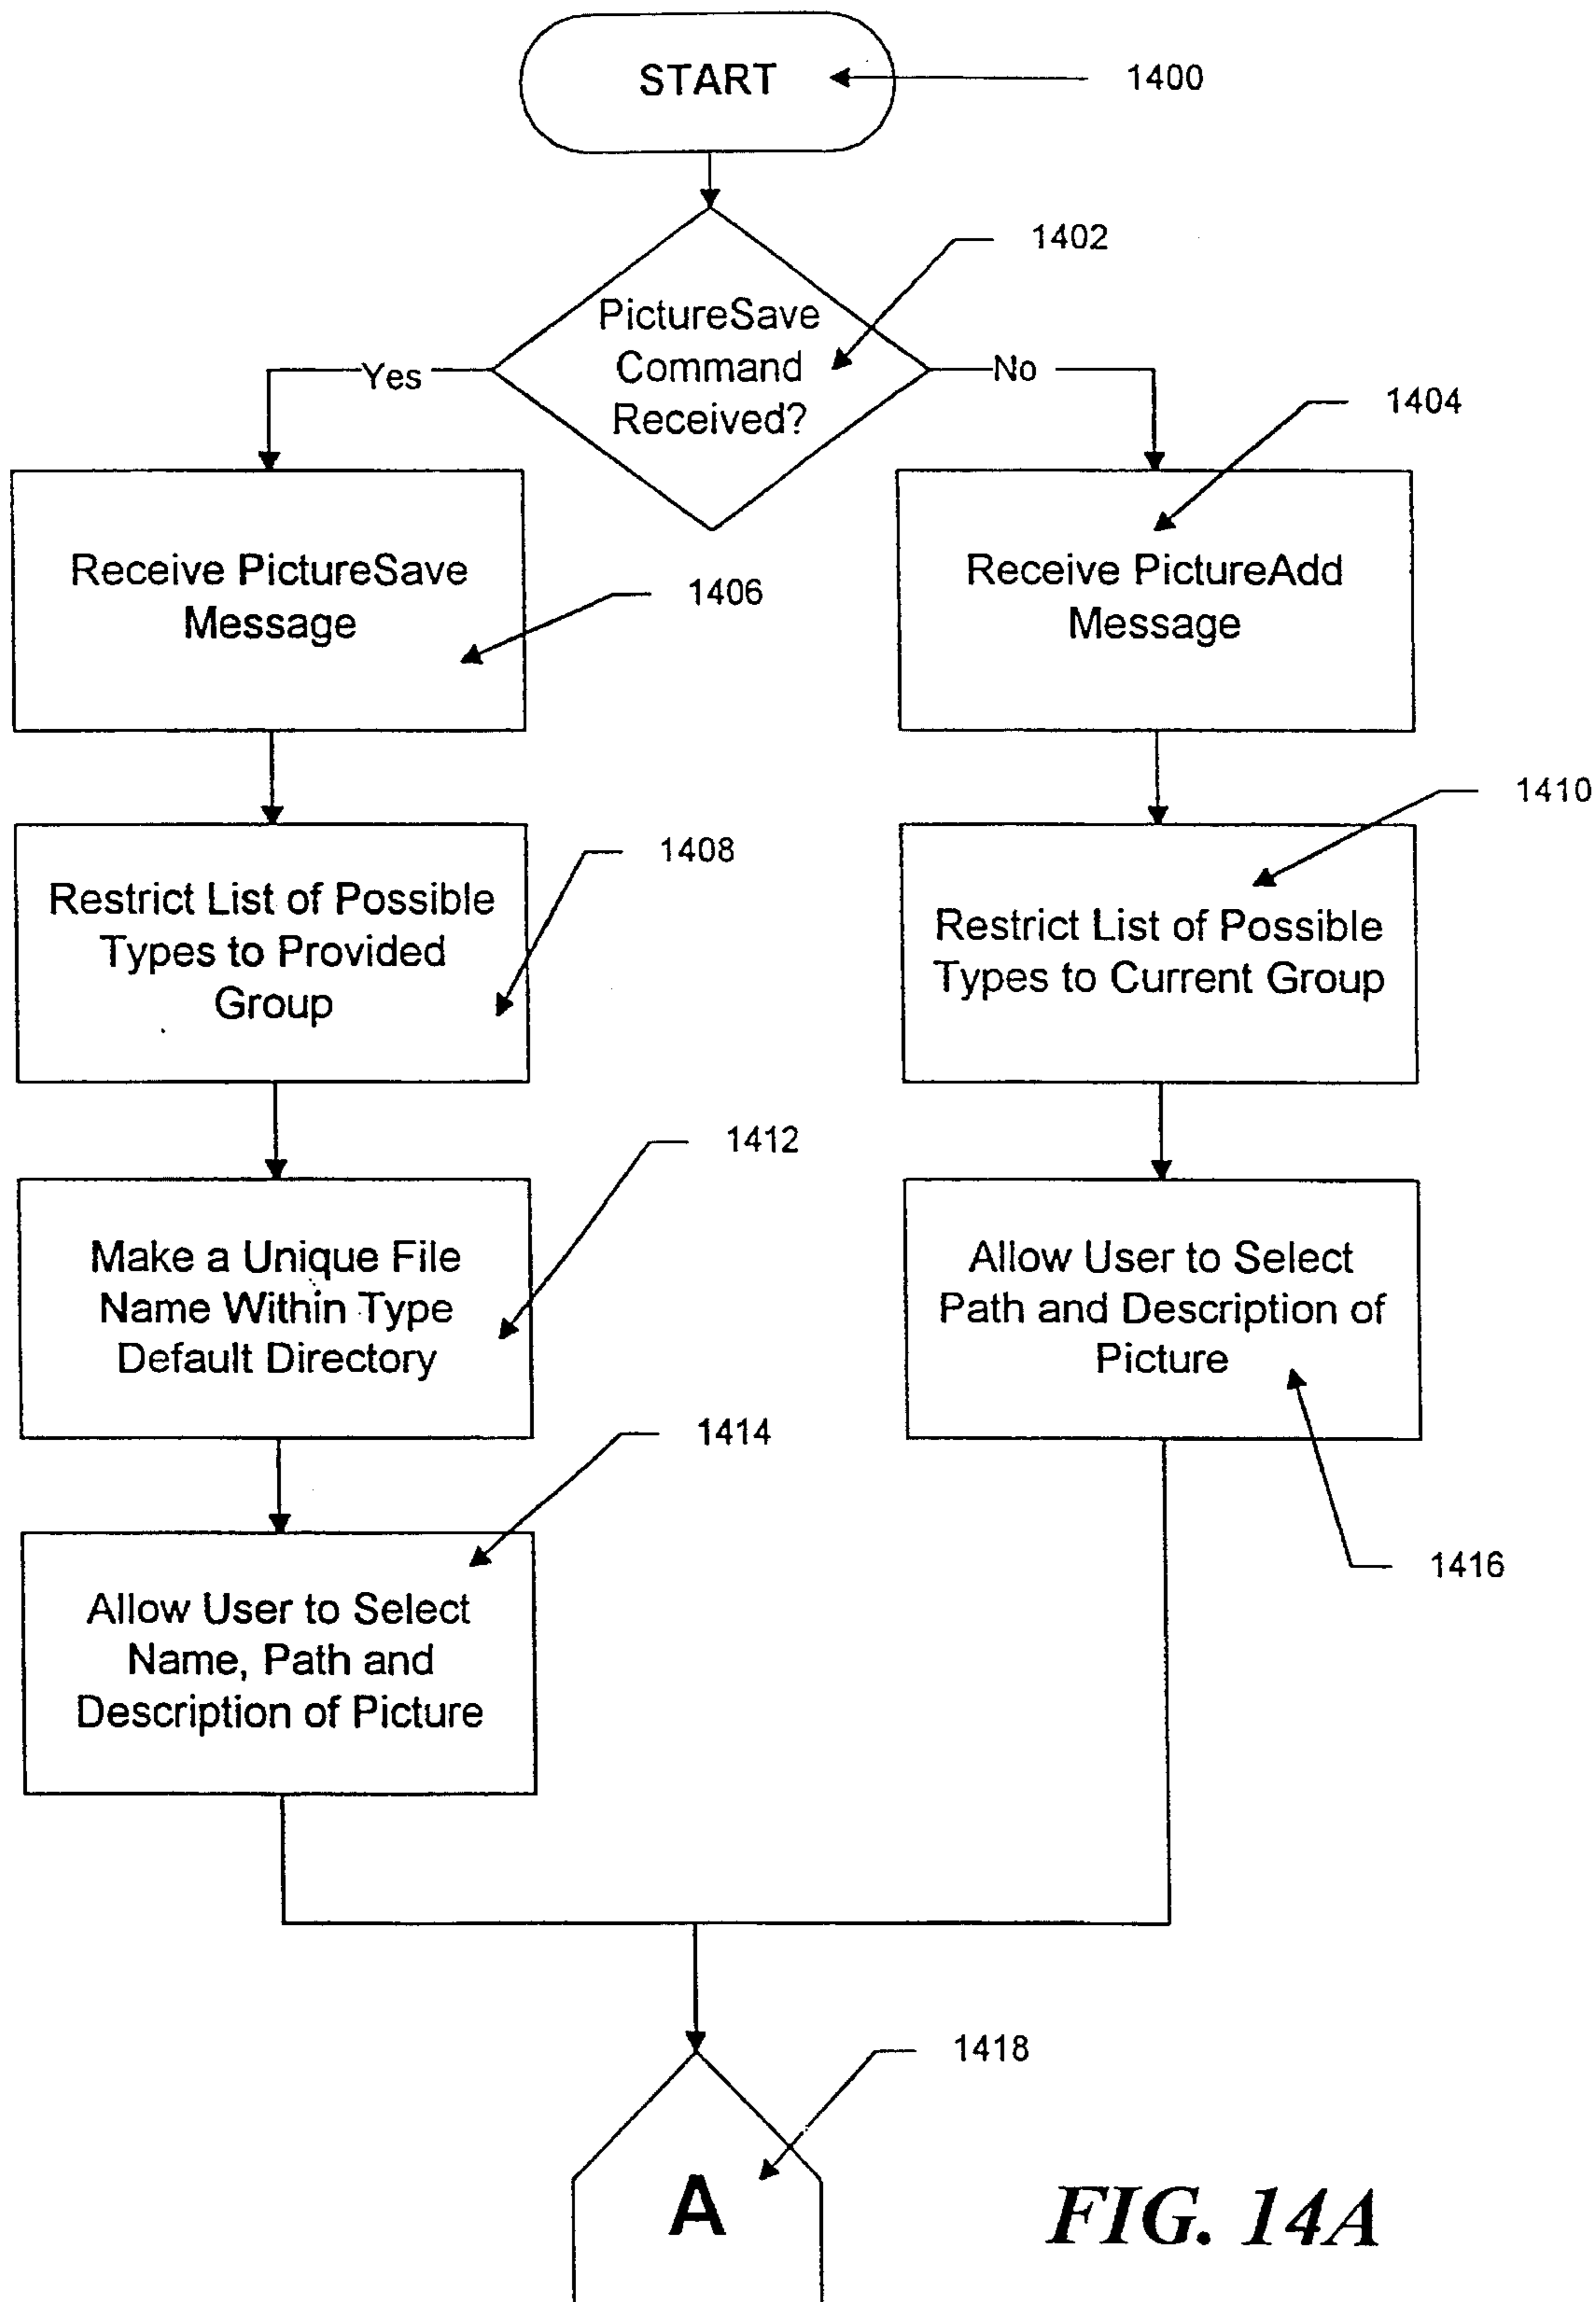 START
1400
1402
PictureSave
Command
Received?
Yes
No
1404
Receive PictureSave
Message
1406
Receive PictureAdd
Message
1408
Restrict List of Possible
Types to Provided
Group
1410
Restrict List of Possible
Types to Current Group
1412
Make a Unique File
Name Within Type
Default Directory
Allow User to Select
Path and Description of
Picture
1414
1416
Allow User to Select
Name, Path and
Description of Picture
1418
A
FIG. 14A